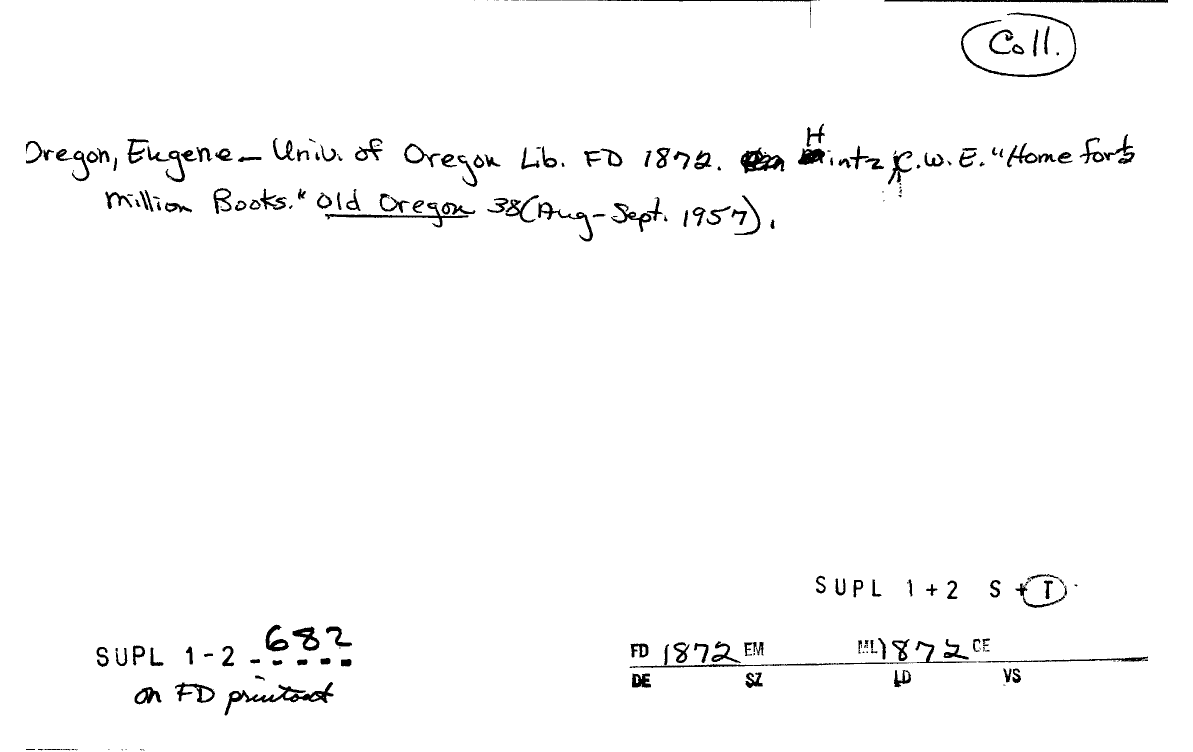 Coll.
Oregon, Eugene - Univ. of Oregon Lib. FD 1872. Hintz, C.W.E. "Home for
million Books." Old Oregon 38(Aug-Sept. 1957).
SUPL 1+2 S+T
SUPL 1-2 682
on FD printout
FD 1872 EM ML 1872 CE
DE SZ LD VS